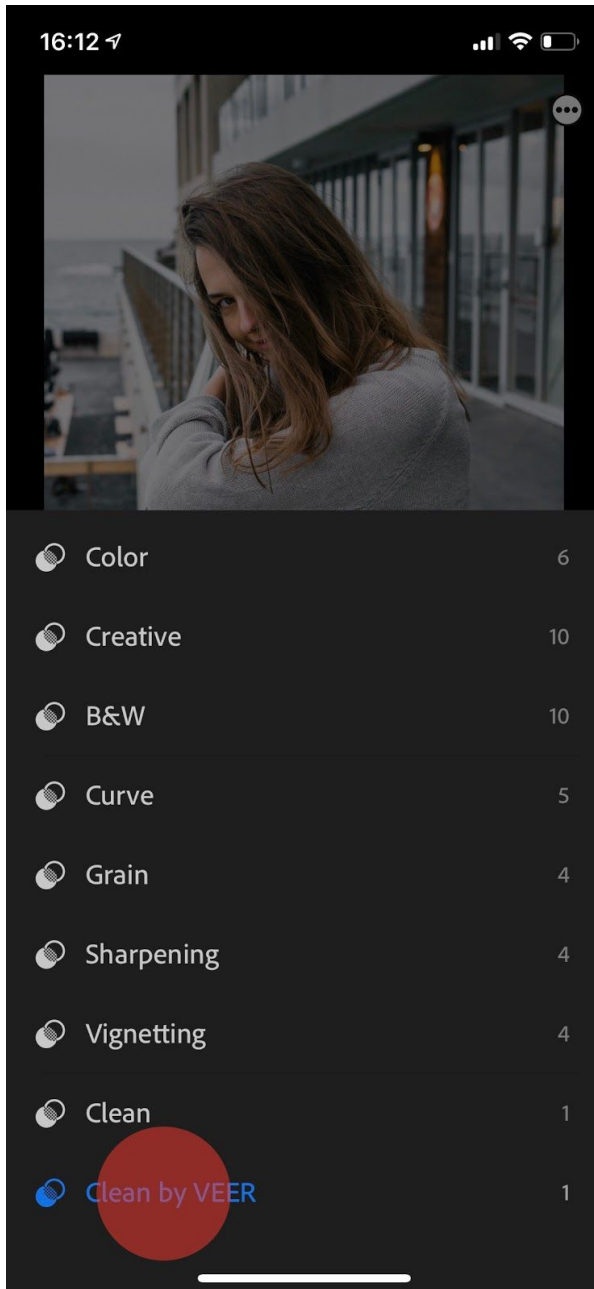 16:12
Color 6
Creative 10
B&W 10
Curve 5
Grain 4
Sharpening 4
Vignetting 4
Clean 1
Clean by VEER 1